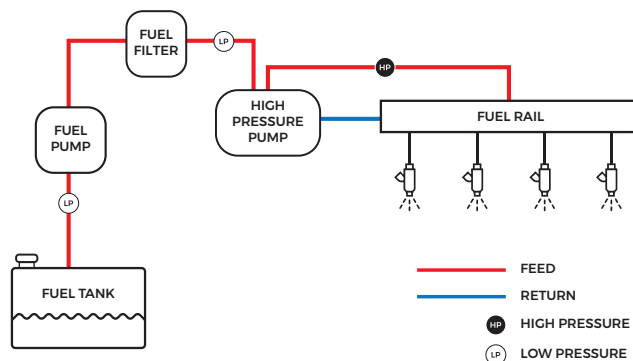 FUEL
FILTER
LP
HP
HIGH
PRESSURE
PUMP
FUEL RAIL
FUEL
PUMP
LP
FUEL TANK
FEED
RETURN
HP HIGH PRESSURE
LP LOW PRESSURE